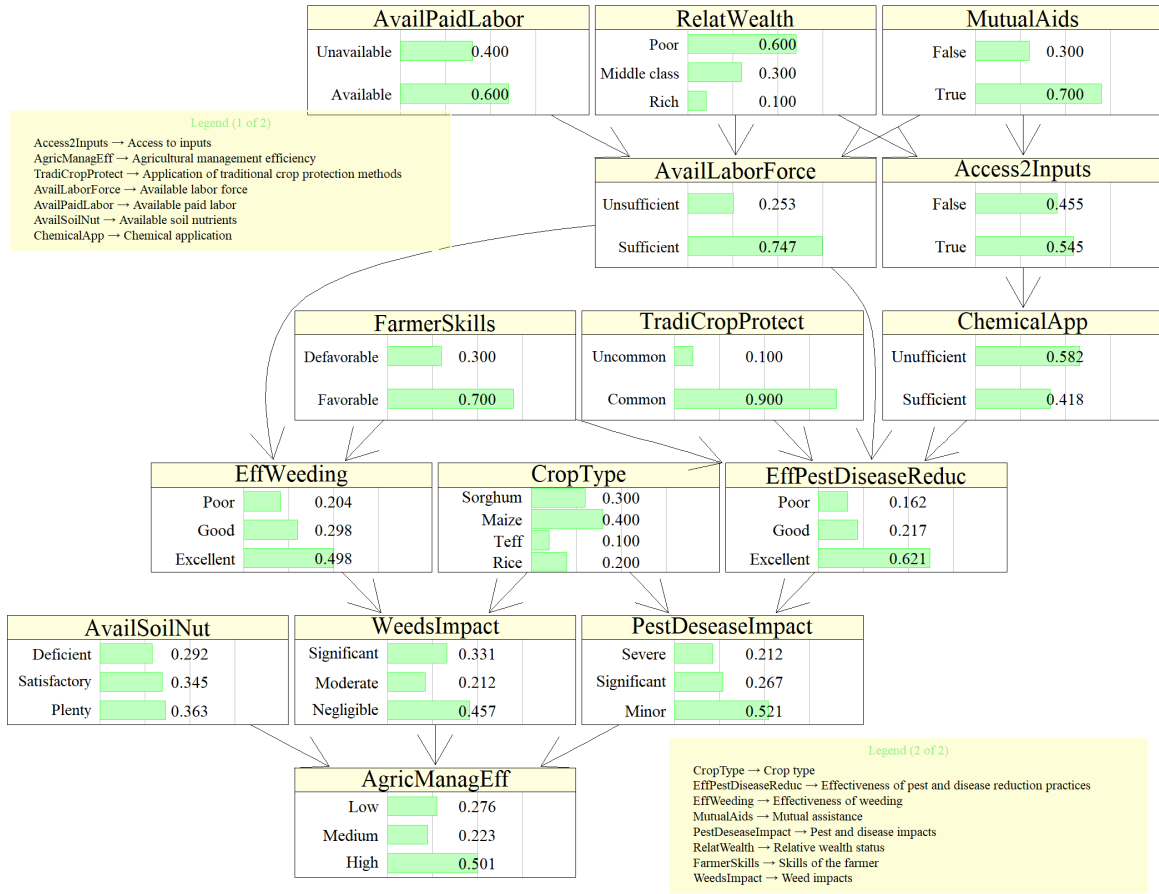 AvailPaidLabor
Unavailable 0.400
Available 0.600
RelatWealth
Poor 0.600
Middle class 0.300
Rich 0.100
MutualAids
False 0.300
True 0.700
Legend (1 of 2)
Access2Inputs → Access to inputs
AgricManagEff → Agricultural management efficiency
TradiCropProtect → Application of traditional crop protection methods
AvailLaborForce → Available labor force
AvailPaidLabor → Available paid labor
AvailSoilNut → Available soil nutrients
ChemicalApp → Chemical application
AvailLaborForce
Unsufficient 0.253
Sufficient 0.747
Access2Inputs
False 0.455
True 0.545
FarmerSkills
Defavorable 0.300
Favorable 0.700
TradiCropProtect
Uncommon 0.100
Common 0.900
ChemicalApp
Unufficient 0.582
Sufficient 0.418
EffWeeding
Poor 0.204
Good 0.298
Excellent 0.498
CropType
Sorghum 0.300
Maize 0.400
Teff 0.100
Rice 0.200
EffPestDiseaseReduc
Poor 0.162
Good 0.217
Excellent 0.621
AvailSoilNut
Deficient 0.292
Satisfactory 0.345
Plenty 0.363
WeedsImpact
Significant 0.331
Moderate 0.212
Negligible 0.457
PestDeseaseImpact
Severe 0.212
Significant 0.267
Minor 0.521
AgricManagEff
Low 0.276
Medium 0.223
High 0.501
Legend (2 of 2)
CropType → Crop type
EffPestDiseaseReduc → Effectiveness of pest and disease reduction practices
EffWeeding → Effectiveness of weeding
MutualAids → Mutual assistance
PestDeseaseImpact → Pest and disease impacts
RelatWealth → Relative wealth status
FarmerSkills → Skills of the farmer
WeedsImpact → Weed impacts